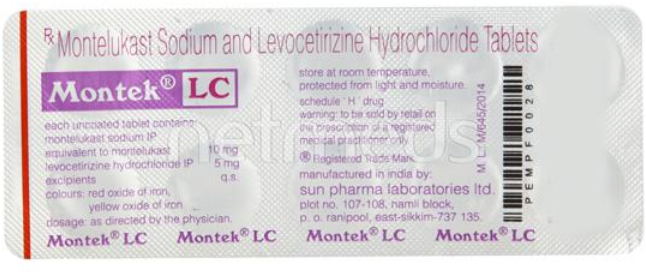 Rx Montelukast Sodium and Levocetirizine Hydrochloride Tablets
Montek® LC
each uncoated tablet contains:
montelukast sodium IP
equivalent to montelukast 10 mg
levocetirizine hydrochloride IP 5 mg
excipients q.s.
colours: red oxide of iron,
yellow oxide of iron
dosage: as directed by the physician.
store at room temperature,
protected from light and moisture.
schedule 'H' drug
warning: to be sold by retail on
the prescription of a registered
medical practitioner only.
® Registered Trade Mark
manufactured in india by:
sun pharma laboratories ltd.
plot no. 107-108, namli block,
p. o. ranipool, east-sikkim-737 135.
M. L.: M/645/2014
PEMPF0028
Montek® LC Montek® LC Montek® LC Montek® LC
netmeds